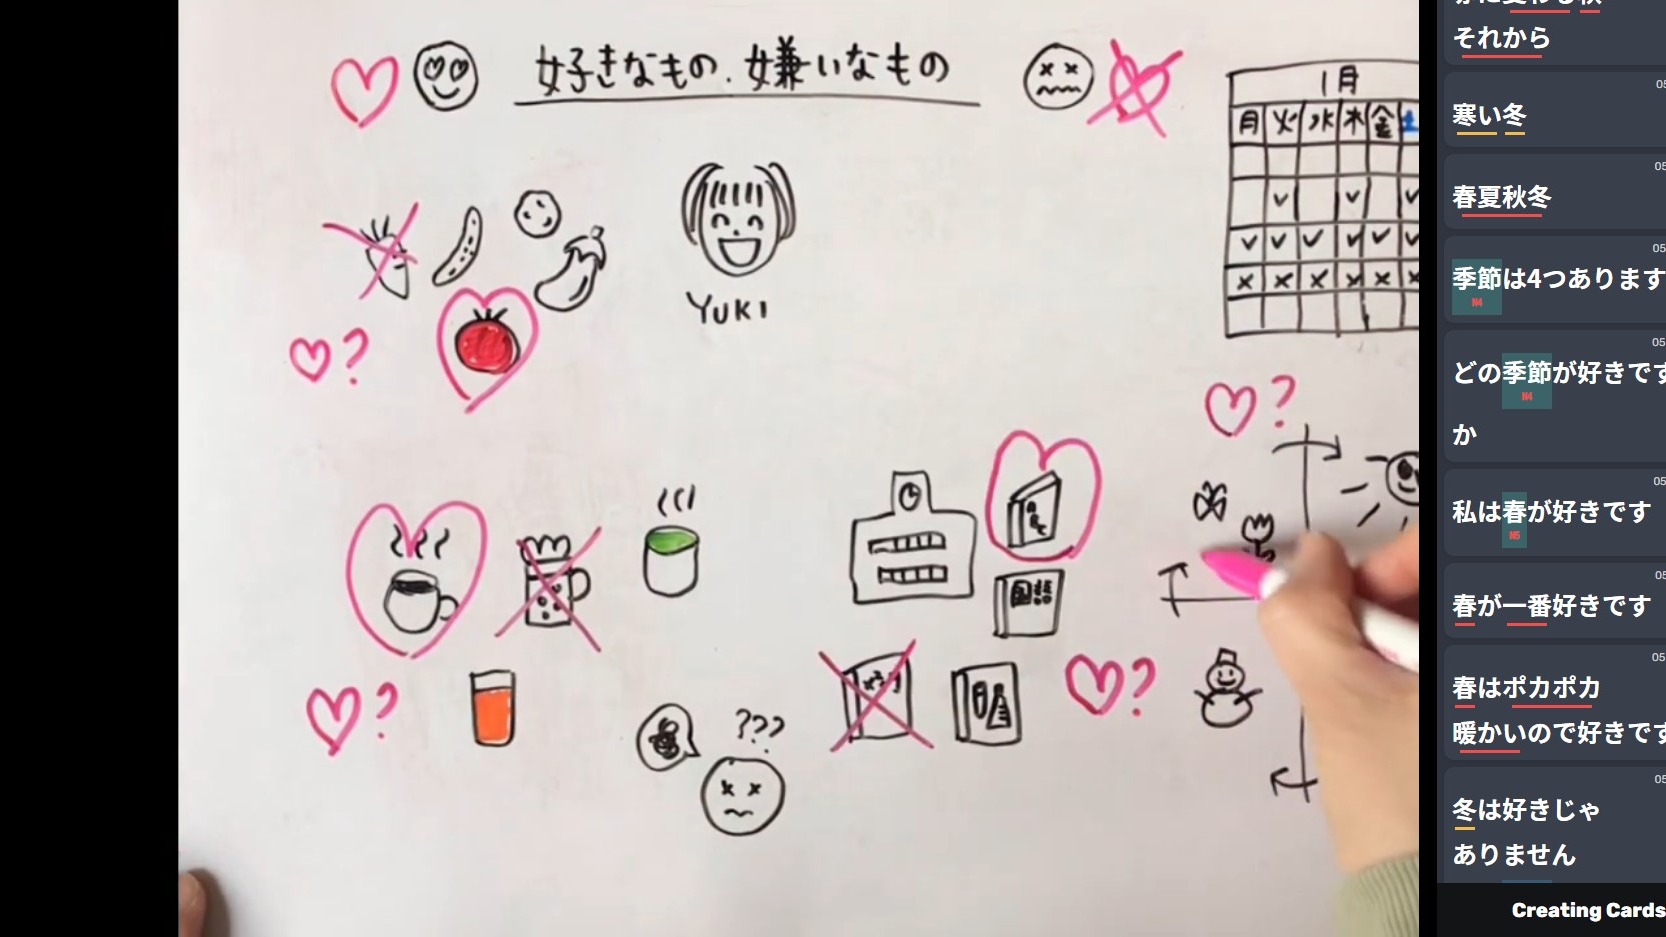 好きなもの.嫌いなもの
1月
月 火 水 木 金 土
YUKI
?
?
ABC
国語
?
?
???
それから
寒い冬
春夏秋冬
季節は4つあります
N4
どの季節が好きです
N4
か
私は春が好きです
N5
春が一番好きです
春はポカポカ
暖かいので好きです
冬は好きじゃ
ありません
Creating Cards